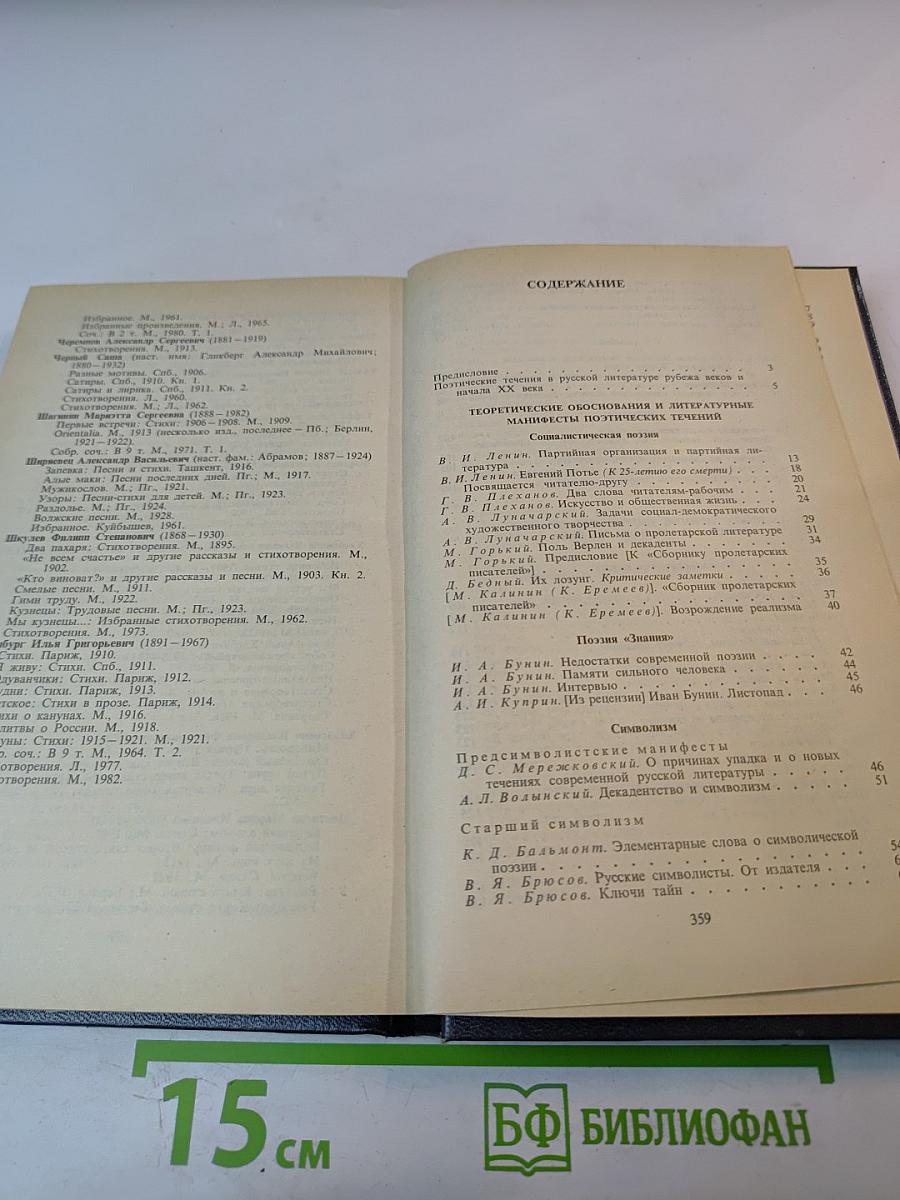 Избранное. М., 1961.
Избранные произведения. М.; Л., 1965.
Соч.: В 2 т. М., 1980. Т. 1.
Черемнов Александр Сергеевич (1881—1919)
Стихотворения. М., 1913.
Черный Саша (наст. имя: Гликберг Александр Михайлович;
1880—1932)
Разные мотивы. Спб., 1906.
Сатиры. Спб., 1910. Кн. 1.
Сатиры и лирика. Спб., 1911. Кн. 2.
Стихотворения. Л., 1960.
Стихотворения. М.; Л., 1962.
Шагинян Мариэтта Сергеевна (1888—1982)
Первые встречи: Стихи: 1906—1908. М., 1909.
Orientalia. М., 1913 (несколько изд., последнее — Пб.; Берлин,
1921—1922).
Собр. соч.: В 9 т. М., 1971. Т. 1.
Ширяевец Александр Васильевич (наст. фам.: Абрамов; 1887—1924)
Запевка: Песни и стихи. Ташкент, 1916.
Алые маки: Песни последних дней. Пг.; М., 1917.
Мужикослов. М.; Пг., 1921.
Узоры: Песни-стихи для детей. М.; Пг., 1923.
Раздолье. М.; Пг., 1924.
Волжские песни. М., 1928.
Избранное. Куйбышев, 1961.
Шкулев Филипп Степанович (1868—1930)
Два пахаря: Стихотворения. М., 1895.
«Не всем счастье» и другие рассказы и стихотворения. М.,
1902.
«Кто виноват?» и другие рассказы и песни. М., 1903. Кн. 2.
Смелые песни. М., 1911.
Гимн труду. М., 1922.
Кузнецы: Трудовые песни. М.; Пг., 1923.
Мы кузнецы...: Избранные стихотворения. М., 1962.
Стихотворения. М., 1973.
нбург Илья Григорьевич (1891—1967)
Стихи. Париж, 1910.
Я живу: Стихи. Спб., 1911.
Одуванчики: Стихи. Париж, 1912.
удни: Стихи. Париж, 1913.
тское: Стихи в прозе. Париж, 1914.
ихи о канунах. М., 1916.
литвы о России. М., 1918.
уны: Стихи: 1915—1921. М., 1921.
р. соч.: В 9 т. М., 1964. Т. 2.
отворения. Л., 1977.
отворения. М., 1982.
СОДЕРЖАНИЕ
Предисловие . . . . . . . . . . . . . . . 3
Поэтические течения в русской литературе рубежа веков и
начала XX века . . . . . . . . . . . . . 5
ТЕОРЕТИЧЕСКИЕ ОБОСНОВАНИЯ И ЛИТЕРАТУРНЫЕ
МАНИФЕСТЫ ПОЭТИЧЕСКИХ ТЕЧЕНИЙ
Социалистическая поэзия
В. И. Ленин. Партийная организация и партийная ли-
тература . . . . . . . . . . . . . . . 13
В. И. Ленин. Евгений Потье (К 25-летию его смерти) . . . 18
Г. В. Плеханов. Два слова читателям-рабочим . . . 20
Посвящается читателю-другу . . . . . . . . .
Г. В. Плеханов. Искусство и общественная жизнь . . . 21
А. В. Луначарский. Задачи социал-демократического 24
художественного творчества . . . . . . . . .
А. В. Луначарский. Письма о пролетарской литературе 29
М. Горький. Поль Верлен и декаденты . . . . . . 31
М. Горький. Предисловие [К «Сборнику пролетарских 34
писателей»] . . . . . . . . . . . . . .
Д. Бедный. Их лозунг. Критические заметки . . . . 35
[М. Калинин (К. Еремеев)]. «Сборник пролетарских 36
писателей» . . . . . . . . . . . . . . 37
[М. Калинин (К. Еремеев)]. Возрождение реализма 40
Поэзия «Знания»
И. А. Бунин. Недостатки современной поэзии . . . . 42
И. А. Бунин. Памяти сильного человека . . . . . . 44
И. А. Бунин. Интервью . . . . . . . . . . . 45
А. И. Куприн. [Из рецензии] Иван Бунин. Листопад . . . 46
Символизм
Предсимволистские манифесты
Д. С. Мережковский. О причинах упадка и о новых
течениях современной русской литературы . . . . . 46
А. Л. Волынский. Декадентство и символизм . . . . . 51
Старший символизм
К. Д. Бальмонт. Элементарные слова о символической
поэзии . . . . . . . . . . . . . . . . 54
В. Я. Брюсов. Русские символисты. От издателя . . . 6
В. Я. Брюсов. Ключи тайн . . . . . . . . . .
359
15 см
БФ БИБЛИОФАН